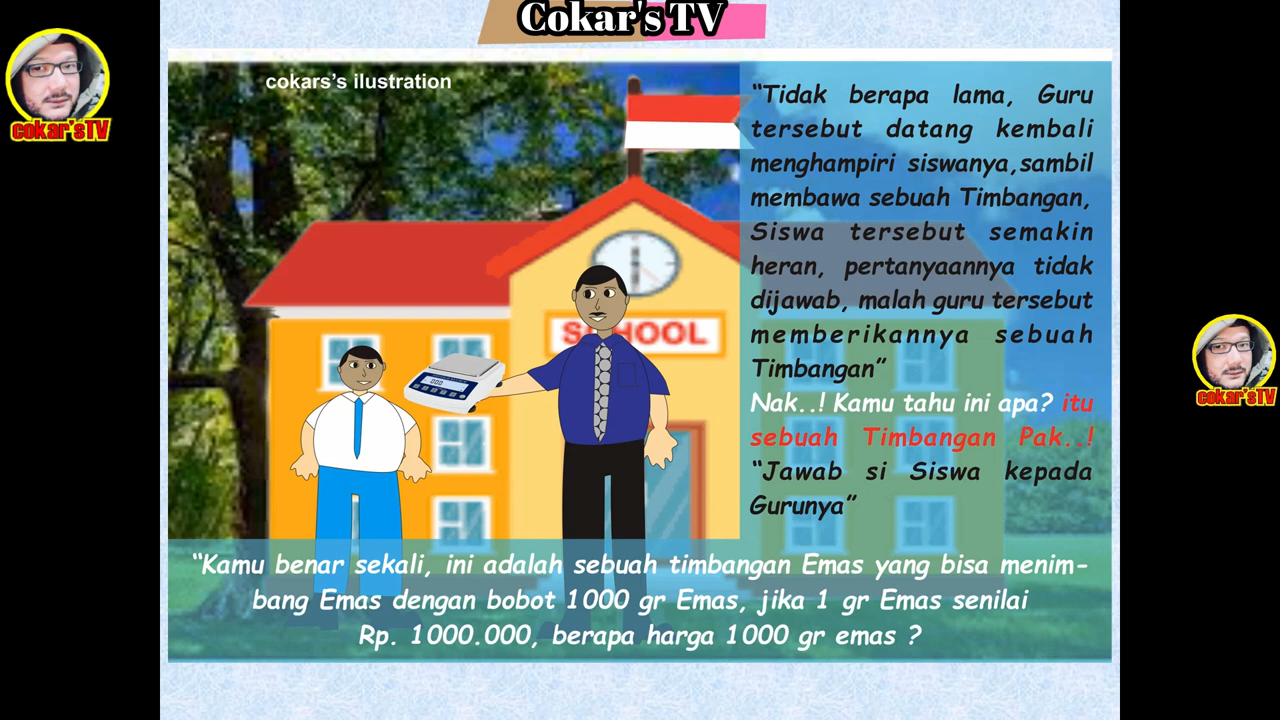 Cokar's TV
cokar'sTV
cokars's ilustration
"Tidak berapa lama, Guru
tersebut datang kembali
menghampiri siswanya,sambil
membawa sebuah Timbangan,
Siswa tersebut semakin
heran, pertanyaannya tidak
dijawab, malah guru tersebut
memberikannya sebuah
Timbangan"
Nak..! Kamu tahu ini apa? itu
sebuah Timbangan Pak..!
"Jawab si Siswa kepada
Gurunya"
SCHOOL
000
"Kamu benar sekali, ini adalah sebuah timbangan Emas yang bisa menim-
bang Emas dengan bobot 1000 gr Emas, jika 1 gr Emas senilai
Rp. 1000.000, berapa harga 1000 gr emas ?
cokar'sTV